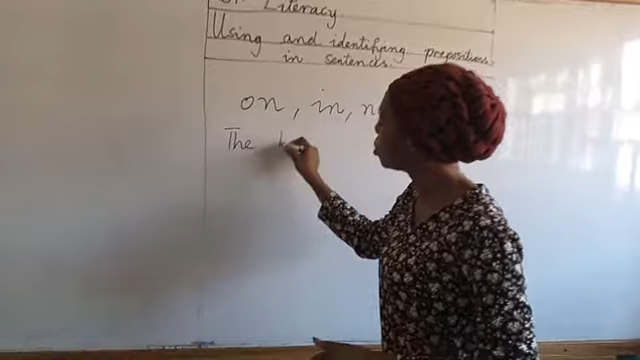 Literacy.
Using and identifying prepositions
in sentences.
on, in,
The